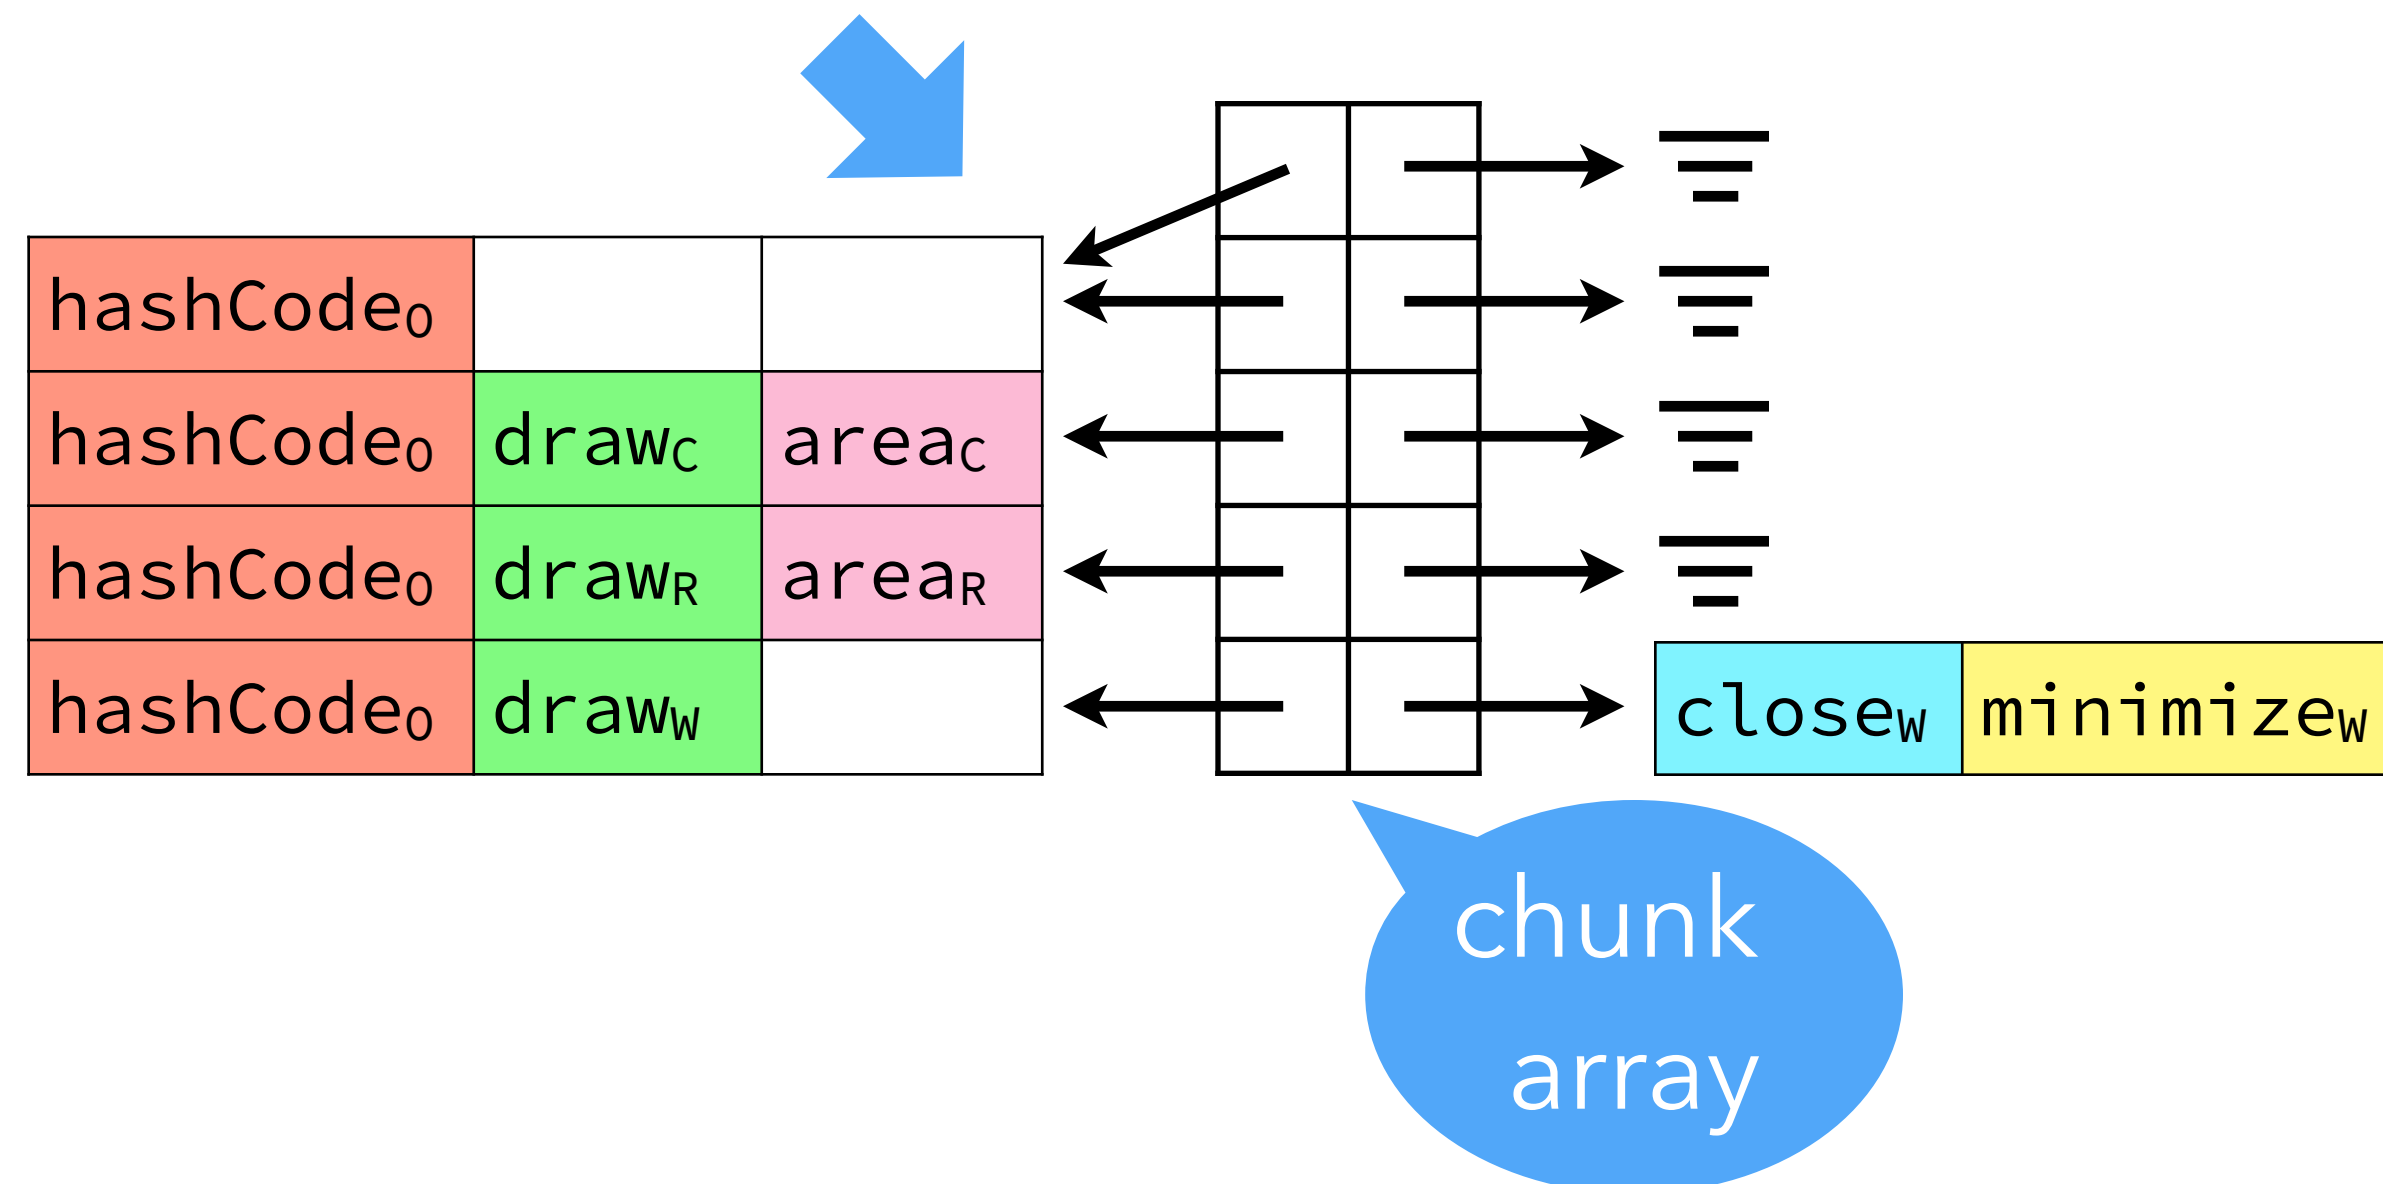 hashCodeO
hashCodeO drawC areaC
hashCodeO drawR areaR
hashCodeO drawW closeW minimizeW
chunk
array